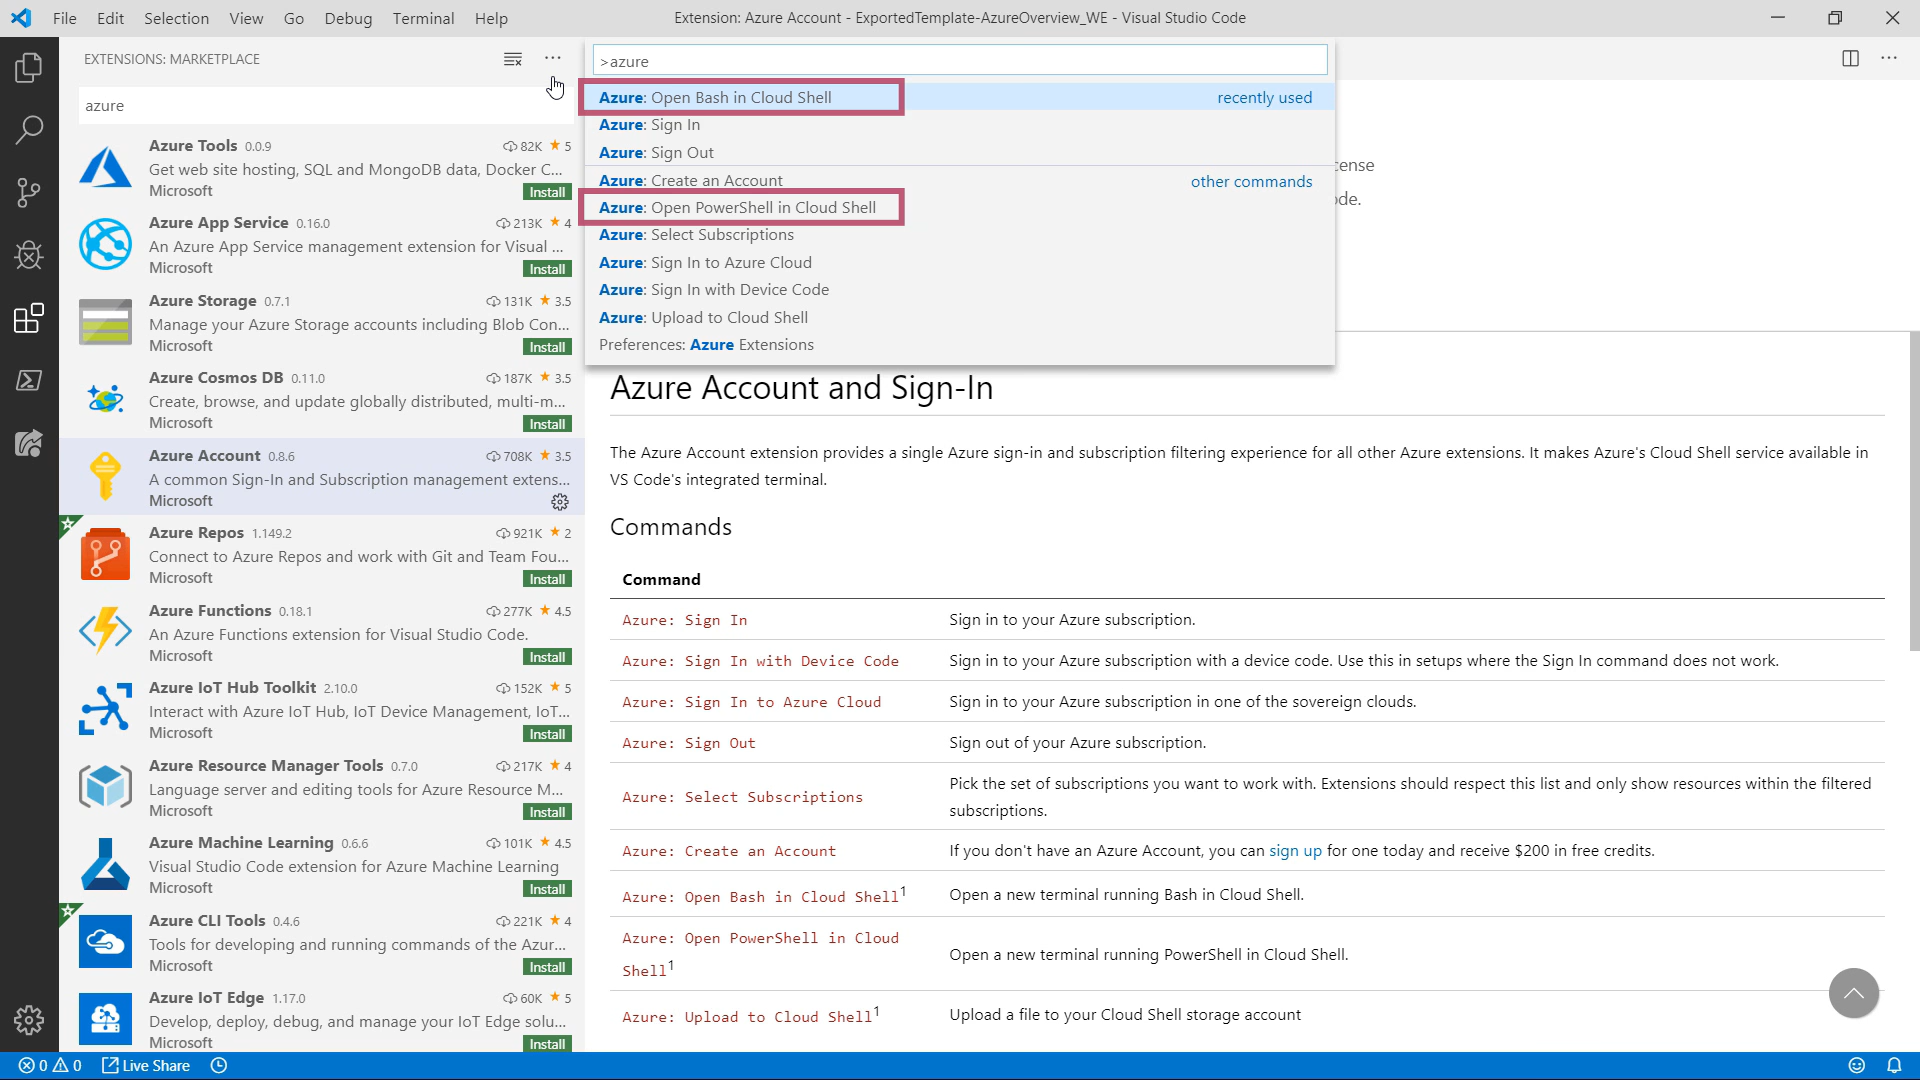 File Edit Selection View Go Debug Terminal Help
Extension: Azure Account - ExportedTemplate-AzureOverview_WE - Visual Studio Code
EXTENSIONS: MARKETPLACE
azure
Azure Tools 0.0.9 82K 5
Get web site hosting, SQL and MongoDB data, Docker C...
Microsoft Install
Azure App Service 0.16.0 213K 4
An Azure App Service management extension for Visual ...
Microsoft Install
Azure Storage 0.7.1 131K 3.5
Manage your Azure Storage accounts including Blob Con...
Microsoft Install
Azure Cosmos DB 0.11.0 187K 3.5
Create, browse, and update globally distributed, multi-m...
Microsoft Install
Azure Account 0.8.6 708K 3.5
A common Sign-In and Subscription management extens...
Microsoft
Azure Repos 1.149.2 921K 2
Connect to Azure Repos and work with Git and Team Fou...
Microsoft Install
Azure Functions 0.18.1 277K 4.5
An Azure Functions extension for Visual Studio Code.
Microsoft Install
Azure IoT Hub Toolkit 2.10.0 152K 5
Interact with Azure IoT Hub, IoT Device Management, IoT...
Microsoft Install
Azure Resource Manager Tools 0.7.0 217K 4
Language server and editing tools for Azure Resource M...
Microsoft Install
Azure Machine Learning 0.6.6 101K 4.5
Visual Studio Code extension for Azure Machine Learning
Microsoft Install
Azure CLI Tools 0.4.6 221K 4
Tools for developing and running commands of the Azur...
Microsoft Install
Azure IoT Edge 1.17.0 60K 5
Develop, deploy, debug, and manage your IoT Edge solu...
Microsoft Install
>azure
Azure: Open Bash in Cloud Shell recently used
Azure: Sign In
Azure: Sign Out
Azure: Create an Account other commands
Azure: Open PowerShell in Cloud Shell
Azure: Select Subscriptions
Azure: Sign In to Azure Cloud
Azure: Sign In with Device Code
Azure: Upload to Cloud Shell
Preferences: Azure Extensions
cense
ode.
Azure Account and Sign-In
The Azure Account extension provides a single Azure sign-in and subscription filtering experience for all other Azure extensions. It makes Azure's Cloud Shell service available in
VS Code's integrated terminal.
Commands
Command
Azure: Sign In Sign in to your Azure subscription.
Azure: Sign In with Device Code Sign in to your Azure subscription with a device code. Use this in setups where the Sign In command does not work.
Azure: Sign In to Azure Cloud Sign in to your Azure subscription in one of the sovereign clouds.
Azure: Sign Out Sign out of your Azure subscription.
Azure: Select Subscriptions Pick the set of subscriptions you want to work with. Extensions should respect this list and only show resources within the filtered
subscriptions.
Azure: Create an Account If you don't have an Azure Account, you can sign up for one today and receive $200 in free credits.
Azure: Open Bash in Cloud Shell1 Open a new terminal running Bash in Cloud Shell.
Azure: Open PowerShell in Cloud
Shell1 Open a new terminal running PowerShell in Cloud Shell.
Azure: Upload to Cloud Shell1 Upload a file to your Cloud Shell storage account
0 0 Live Share